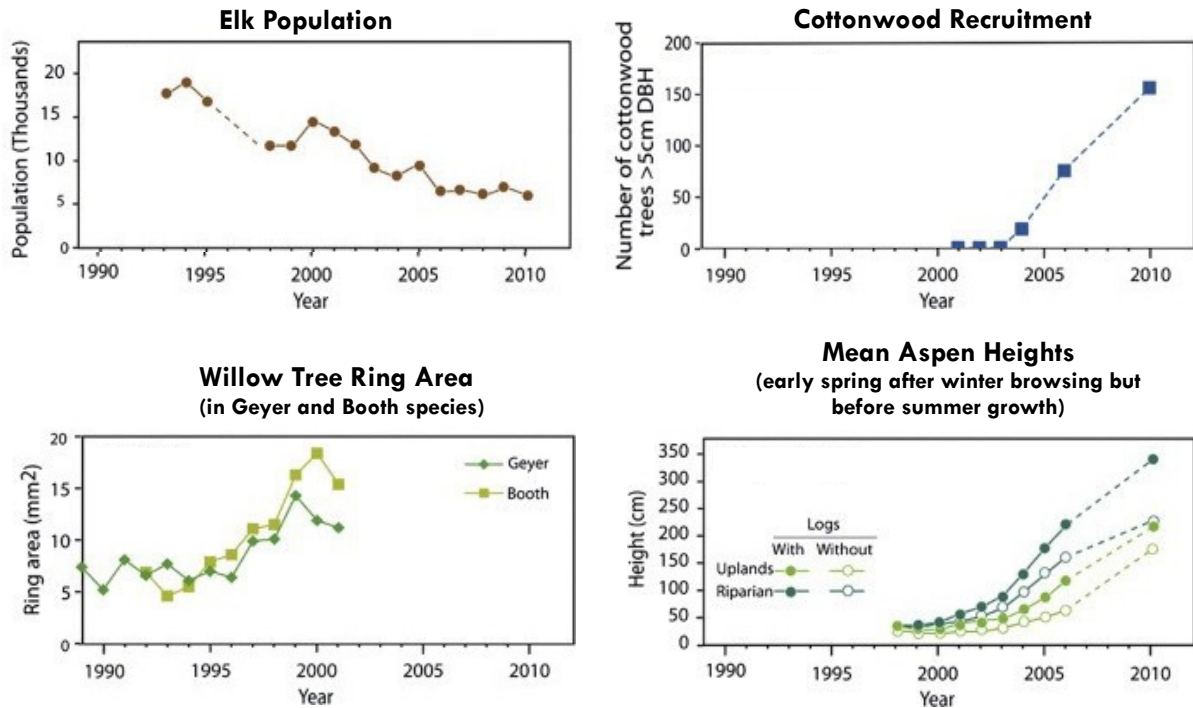 Elk Population
Population (Thousands)
20
15
10
5
0
1990
1995
2000
2005
2010
Year
Cottonwood Recruitment
Number of cottonwood
trees >5cm DBH
200
150
100
50
0
1990
2000
2005
2010
Year
Willow Tree Ring Area
(in Geyer and Booth species)
Ring area (mm2)
20
15
10
5
0
Geyer
Booth
1990
1995
2000
2005
2010
Year
Mean Aspen Heights
(early spring after winter browsing but
before summer growth)
Height (cm)
350
300
250
200
150
100
50
0
Logs
With Without
Uplands
Riparian
1990
2000
2005
2010
Year